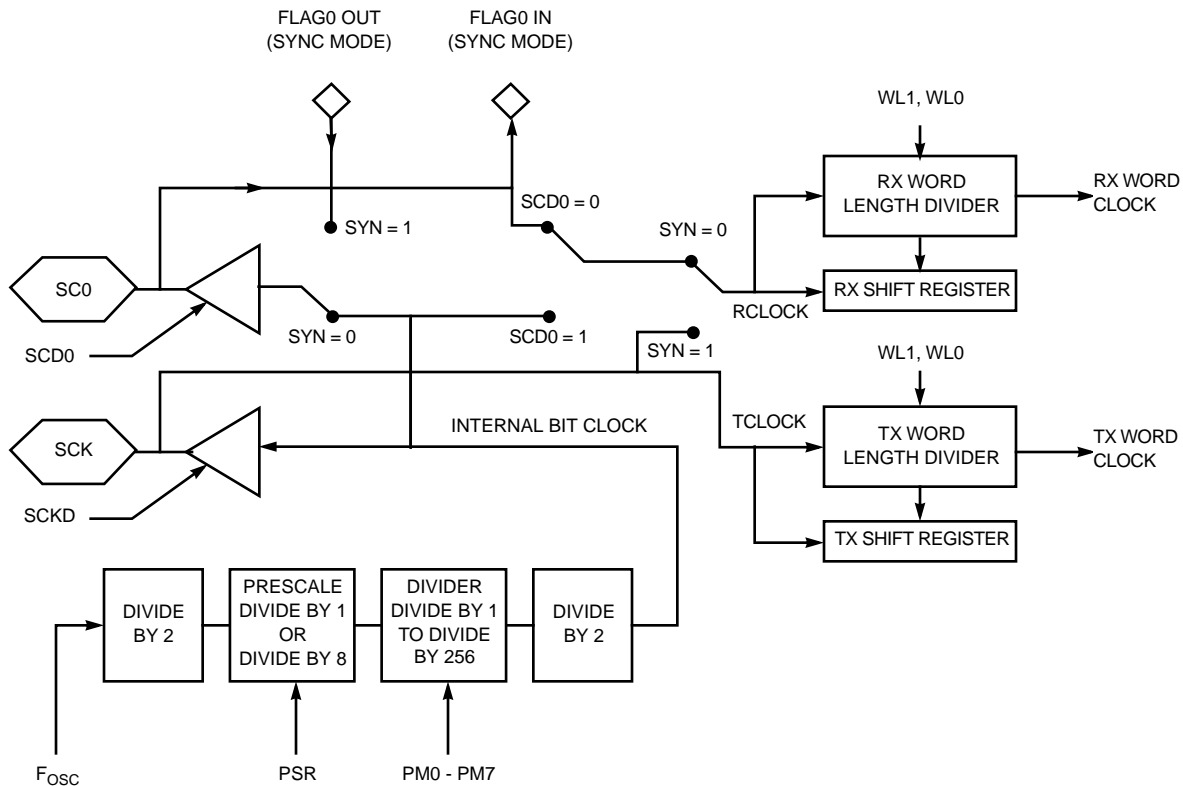 FLAG0 OUT
(SYNC MODE)
FLAG0 IN
(SYNC MODE)
WL1, WL0
RX WORD
LENGTH DIVIDER
RX WORD
CLOCK
SCD0 = 0
SYN = 1
SYN = 0
SC0
RX SHIFT REGISTER
RCLOCK
SYN = 0
SCD0 = 1
SYN = 1
SCD0
WL1, WL0
SCK
INTERNAL BIT CLOCK
TCLOCK
TX WORD
LENGTH DIVIDER
TX WORD
CLOCK
SCKD
TX SHIFT REGISTER
DIVIDE
BY 2
PRESCALE
DIVIDE BY 1
OR
DIVIDE BY 8
DIVIDER
DIVIDE BY 1
TO DIVIDE
BY 256
DIVIDE
BY 2
FOSC
PSR
PM0 - PM7